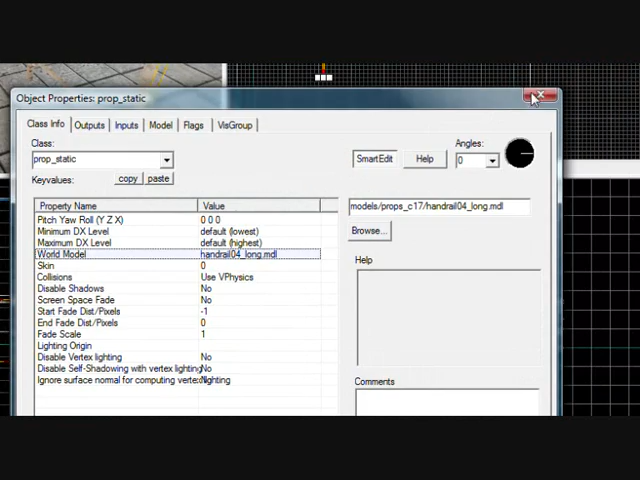 Object Properties: prop_static
Class Info Outputs Inputs Model Flags VisGroup
Class:
prop_static
Angles:
SmartEdit Help 0
Keyvalues: copy paste
Property Name Value
Pitch Yaw Roll (Y Z X) 0 0 0
Minimum DX Level default (lowest)
Maximum DX Level default (highest)
World Model handrail04_long.mdl
Skin 0
Collisions Use VPhysics
Disable Shadows No
Screen Space Fade No
Start Fade Dist/Pixels -1
End Fade Dist/Pixels 0
Fade Scale 1
Lighting Origin
Disable Vertex lighting No
Disable Self-Shadowing with vertex lighting No
Ignore surface normal for computing vertex lighting
models/props_c17/handrail04_long.mdl
Browse...
Help
Comments